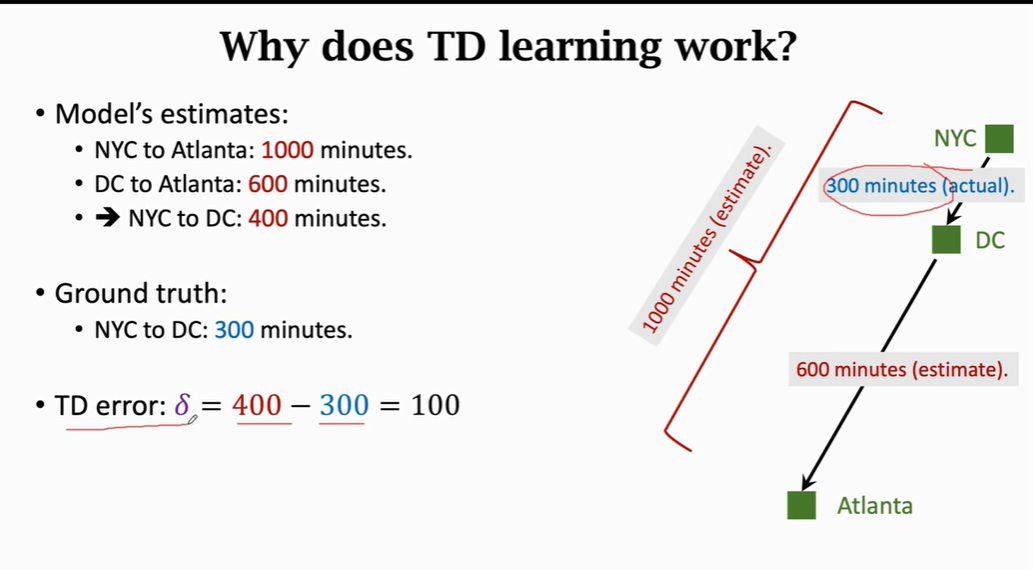 Why does TD learning work?
• Model's estimates:
• NYC to Atlanta: 1000 minutes.
• DC to Atlanta: 600 minutes.
• ➔ NYC to DC: 400 minutes.
• Ground truth:
• NYC to DC: 300 minutes.
• TD error: δ = 400 − 300 = 100
1000 minutes (estimate).
NYC
300 minutes (actual).
DC
600 minutes (estimate).
Atlanta